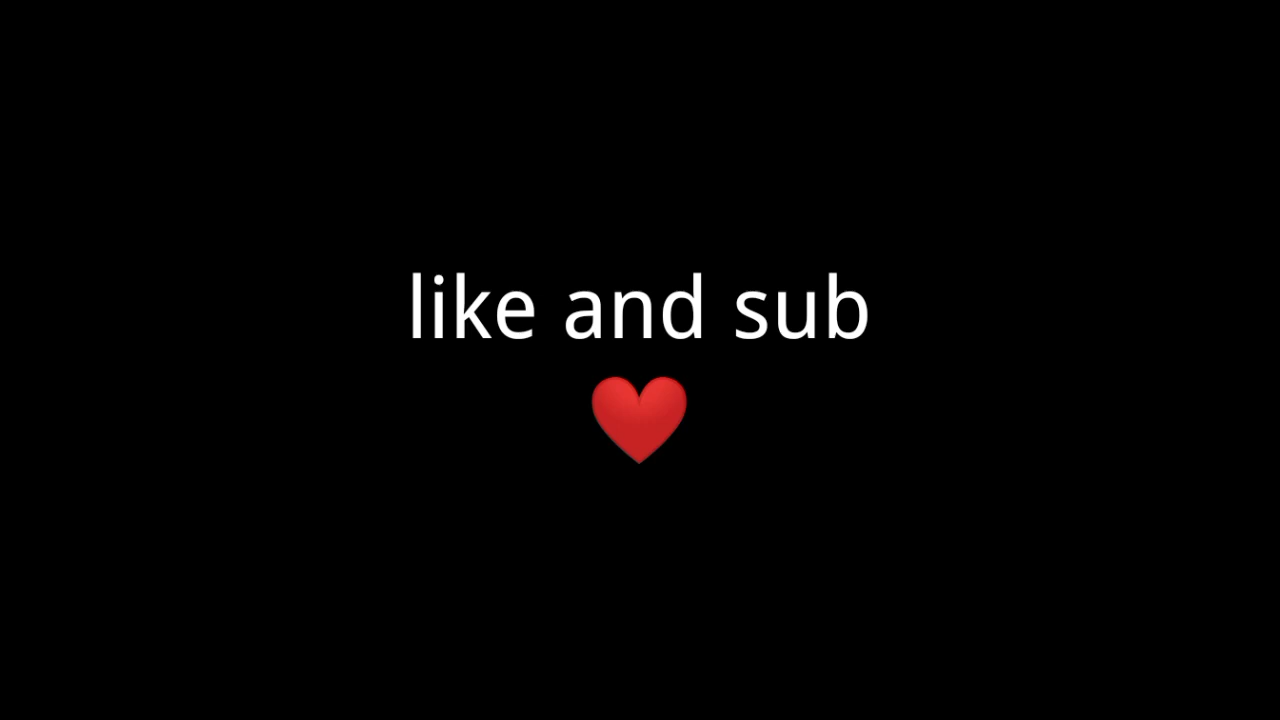 like and sub
❤️